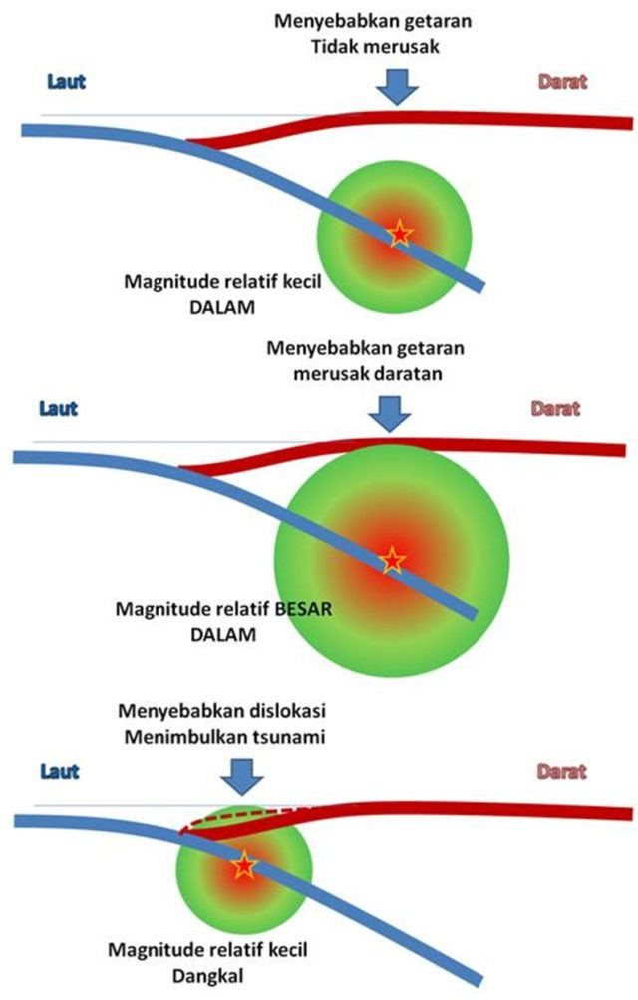 Menyebabkan getaran
Tidak merusak
Laut
Darat
Magnitude relatif kecil
DALAM
Menyebabkan getaran
merusak daratan
Laut
Darat
Magnitude relatif BESAR
DALAM
Menyebabkan dislokasi
Menimbulkan tsunami
Laut
Darat
Magnitude relatif kecil
Dangkal